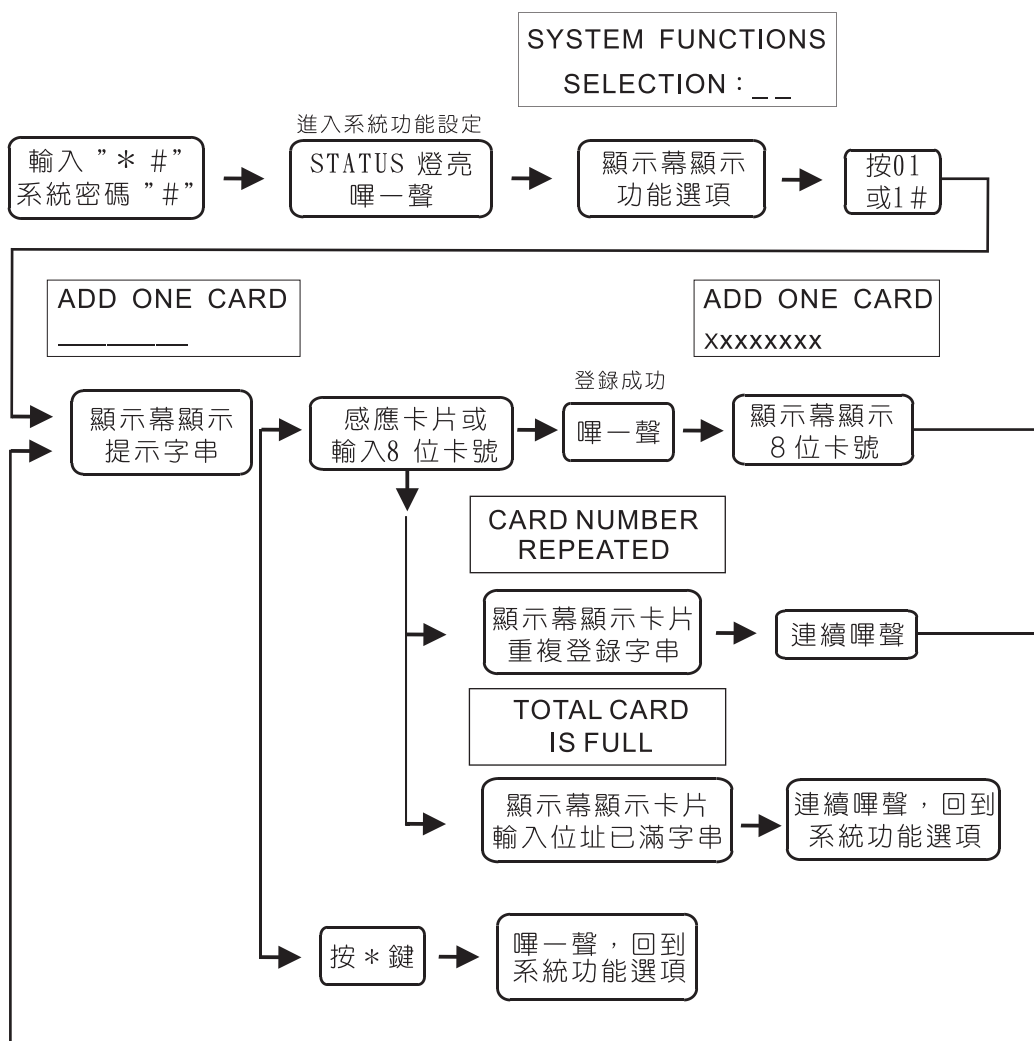 SYSTEM FUNCTIONS
SELECTION：_ _
進入系統功能設定
輸入 ”＊ #”
系統密碼 ”#”
STATUS 燈亮
嗶一聲
顯示幕顯示
功能選項
按01
或1#
ADD ONE CARD
________
ADD ONE CARD
Xxxxxxxx
登錄成功
顯示幕顯示
提示字串
感應卡片或
輸入8 位卡號
嗶一聲
顯示幕顯示
8位卡號
CARD NUMBER
REPEATED
顯示幕顯示卡片
重複登錄字串
連續嗶聲
TOTAL CARD
IS FULL
顯示幕顯示卡片
輸入位址已滿字串
連續嗶聲，回到
系統功能選項
按＊鍵
嗶一聲，回到
系統功能選項